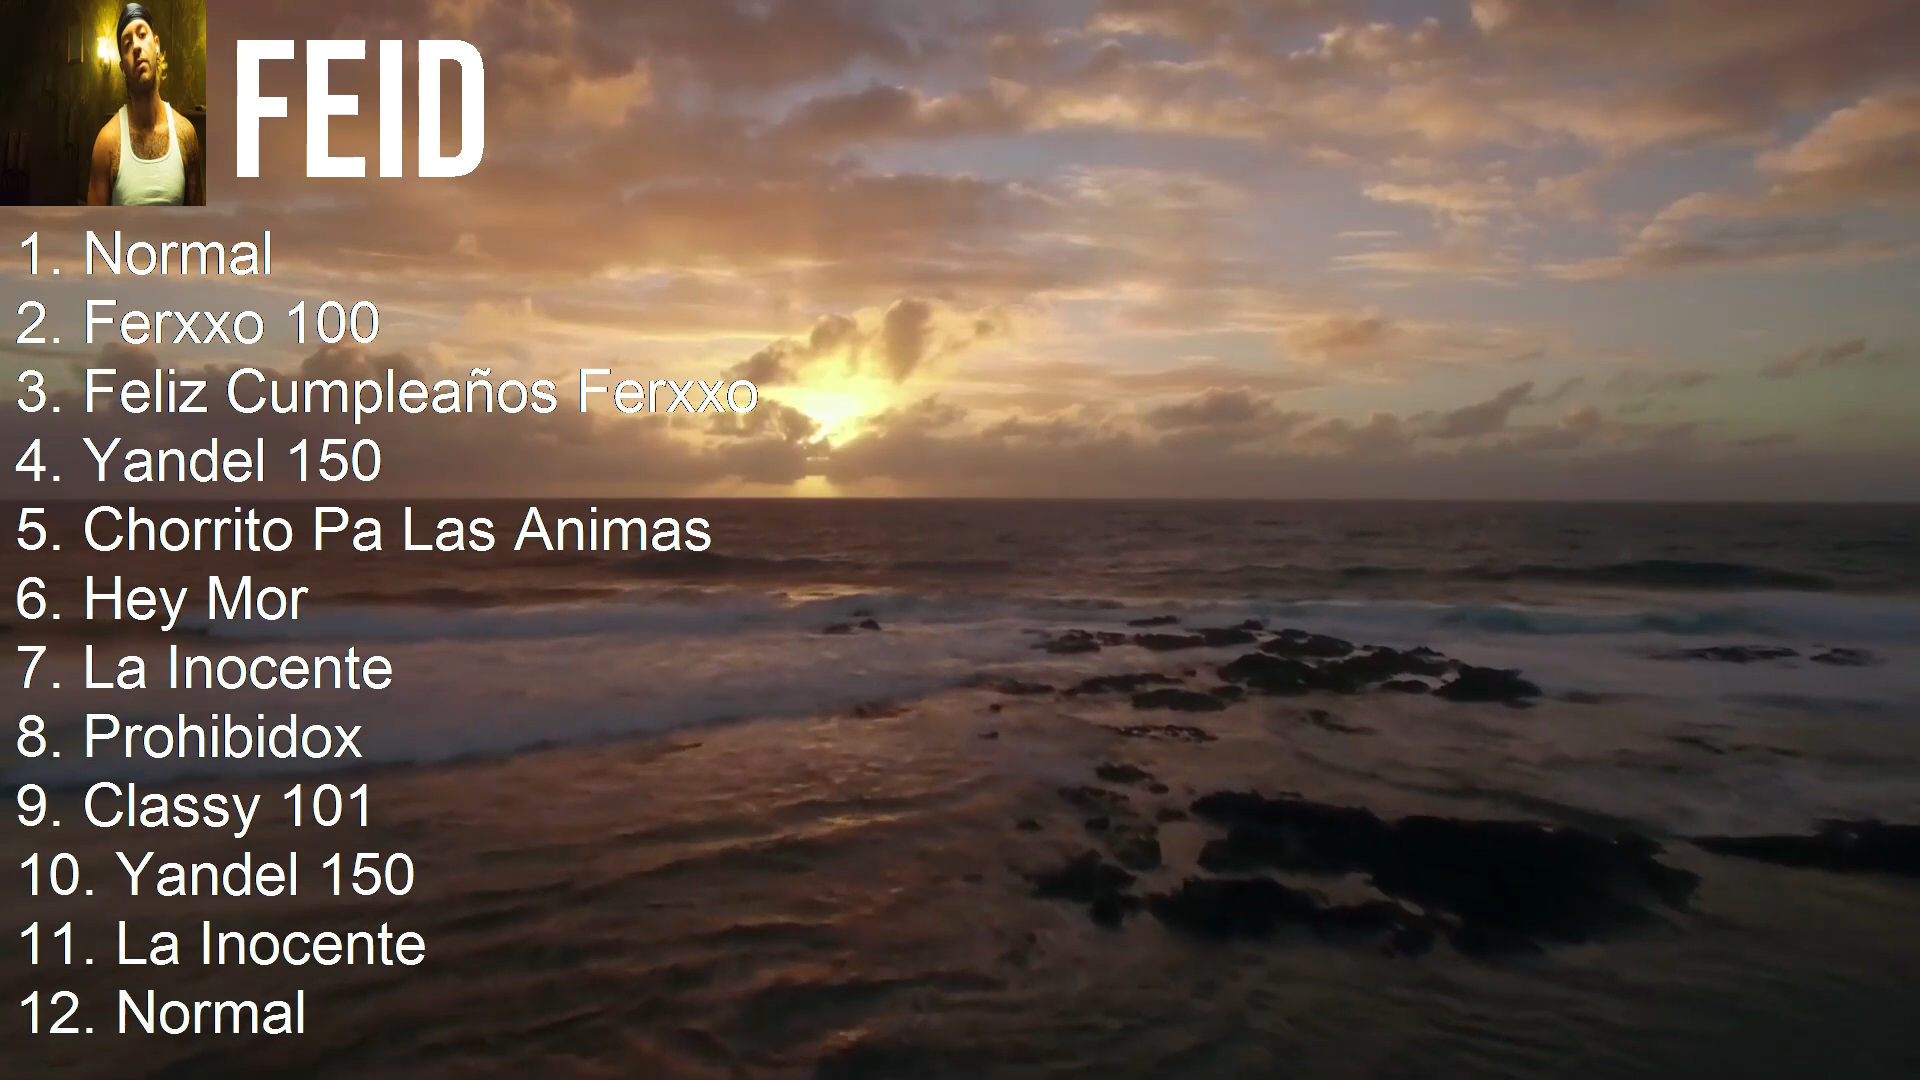 FEID
1. Normal
2. Ferxxo 100
3. Feliz Cumpleaños Ferxxo
4. Yandel 150
5. Chorrito Pa Las Animas
6. Hey Mor
7. La Inocente
8. Prohibidox
9. Classy 101
10. Yandel 150
11. La Inocente
12. Normal